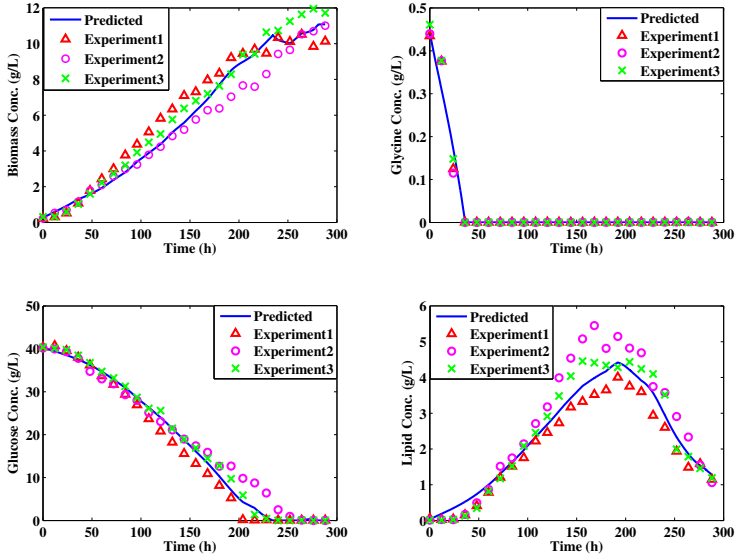 12
10
8
6
4
2
0
Biomass Conc. (g/L)
Predicted
Experiment1
Experiment2
Experiment3
0 50 100 150 200 250 300
Time (h)
0.5
0.4
0.3
0.2
0.1
0
Glycine Conc. (g/L)
Predicted
Experiment1
Experiment2
Experiment3
0 50 100 150 200 250 300
Time (h)
50
40
30
20
10
0
Glucose Conc. (g/L)
Predicted
Experiment1
Experiment2
Experiment3
0 50 100 150 200 250 300
Time (h)
6
5
4
3
2
1
0
Lipid Conc. (g/L)
Predicted
Experiment1
Experiment2
Experiment3
0 50 100 150 200 250 300
Time (h)